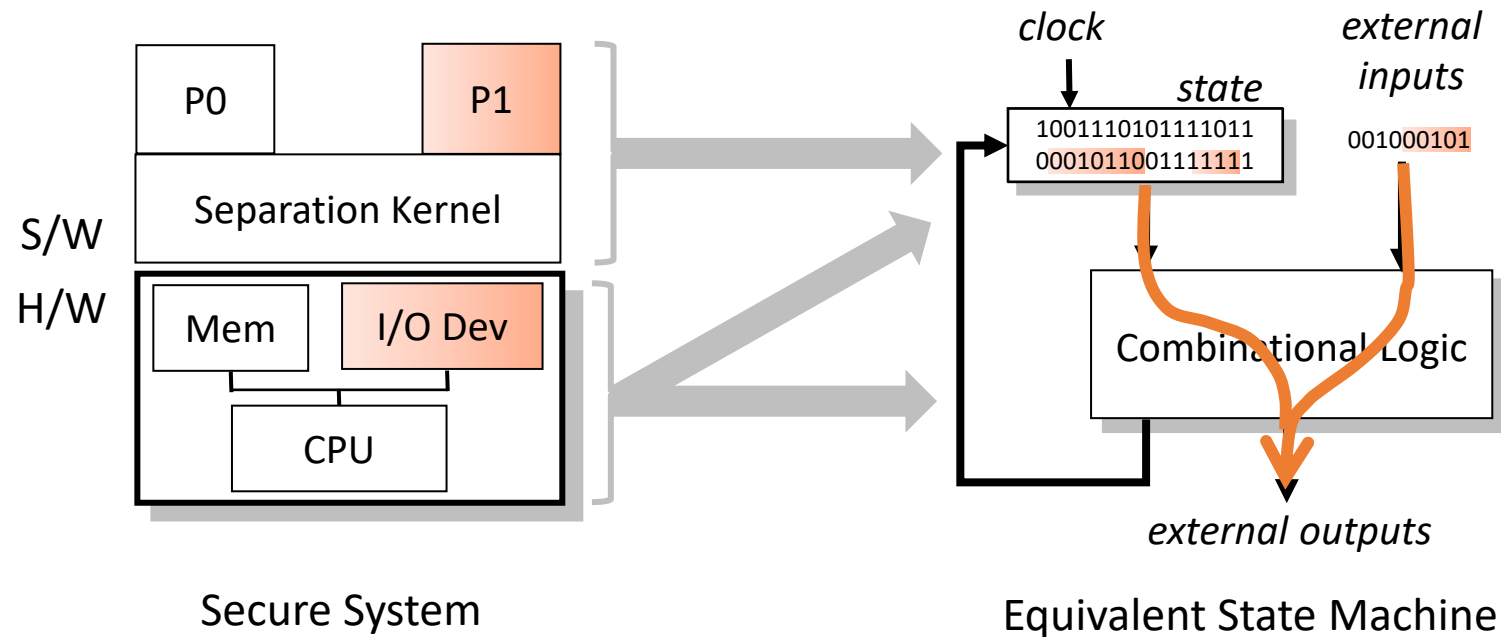 P0
P1
Separation Kernel
S/W
H/W
Mem
I/O Dev
CPU
Secure System
clock
external
inputs
state
1001110101111011
0001011001111111
001000101
Combinational Logic
external outputs
Equivalent State Machine